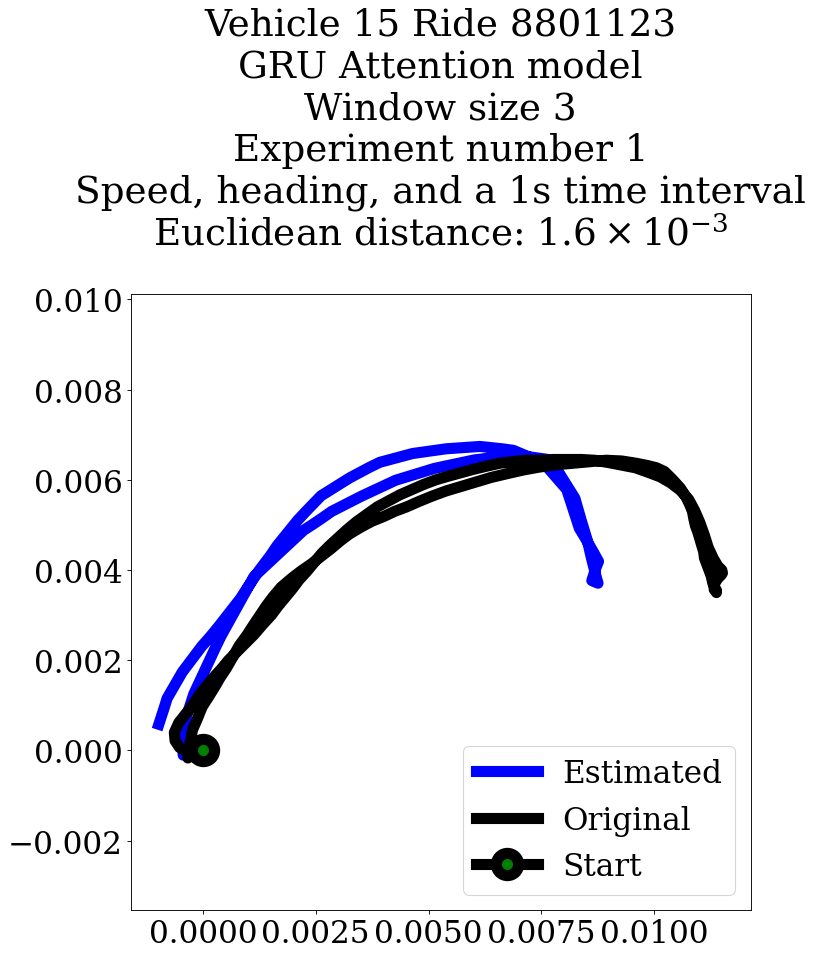 Vehicle 15 Ride 8801123
GRU Attention model
Window size 3
Experiment number 1
Speed, heading, and a 1s time interval
Euclidean distance: 1.6 × 10⁻³
0.010
0.008
0.006
0.004
0.002
0.000
−0.002
Estimated
Original
Start
0.0000 0.0025 0.0050 0.0075 0.0100